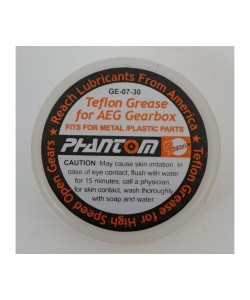 GE-07-30
Reach Lubricants From America
Teflon Grease
for AEG Gearbox
FITS FOR METAL /PLASTIC PARTS
PHANTOM
CAUTION: May cause skin irritation. In
case of eye contact, flush with water
for 15 minutes; call a physician,
for skin contact, wash thoroughly
with soap and water.
Teflon Grease for High Speed Open Gears